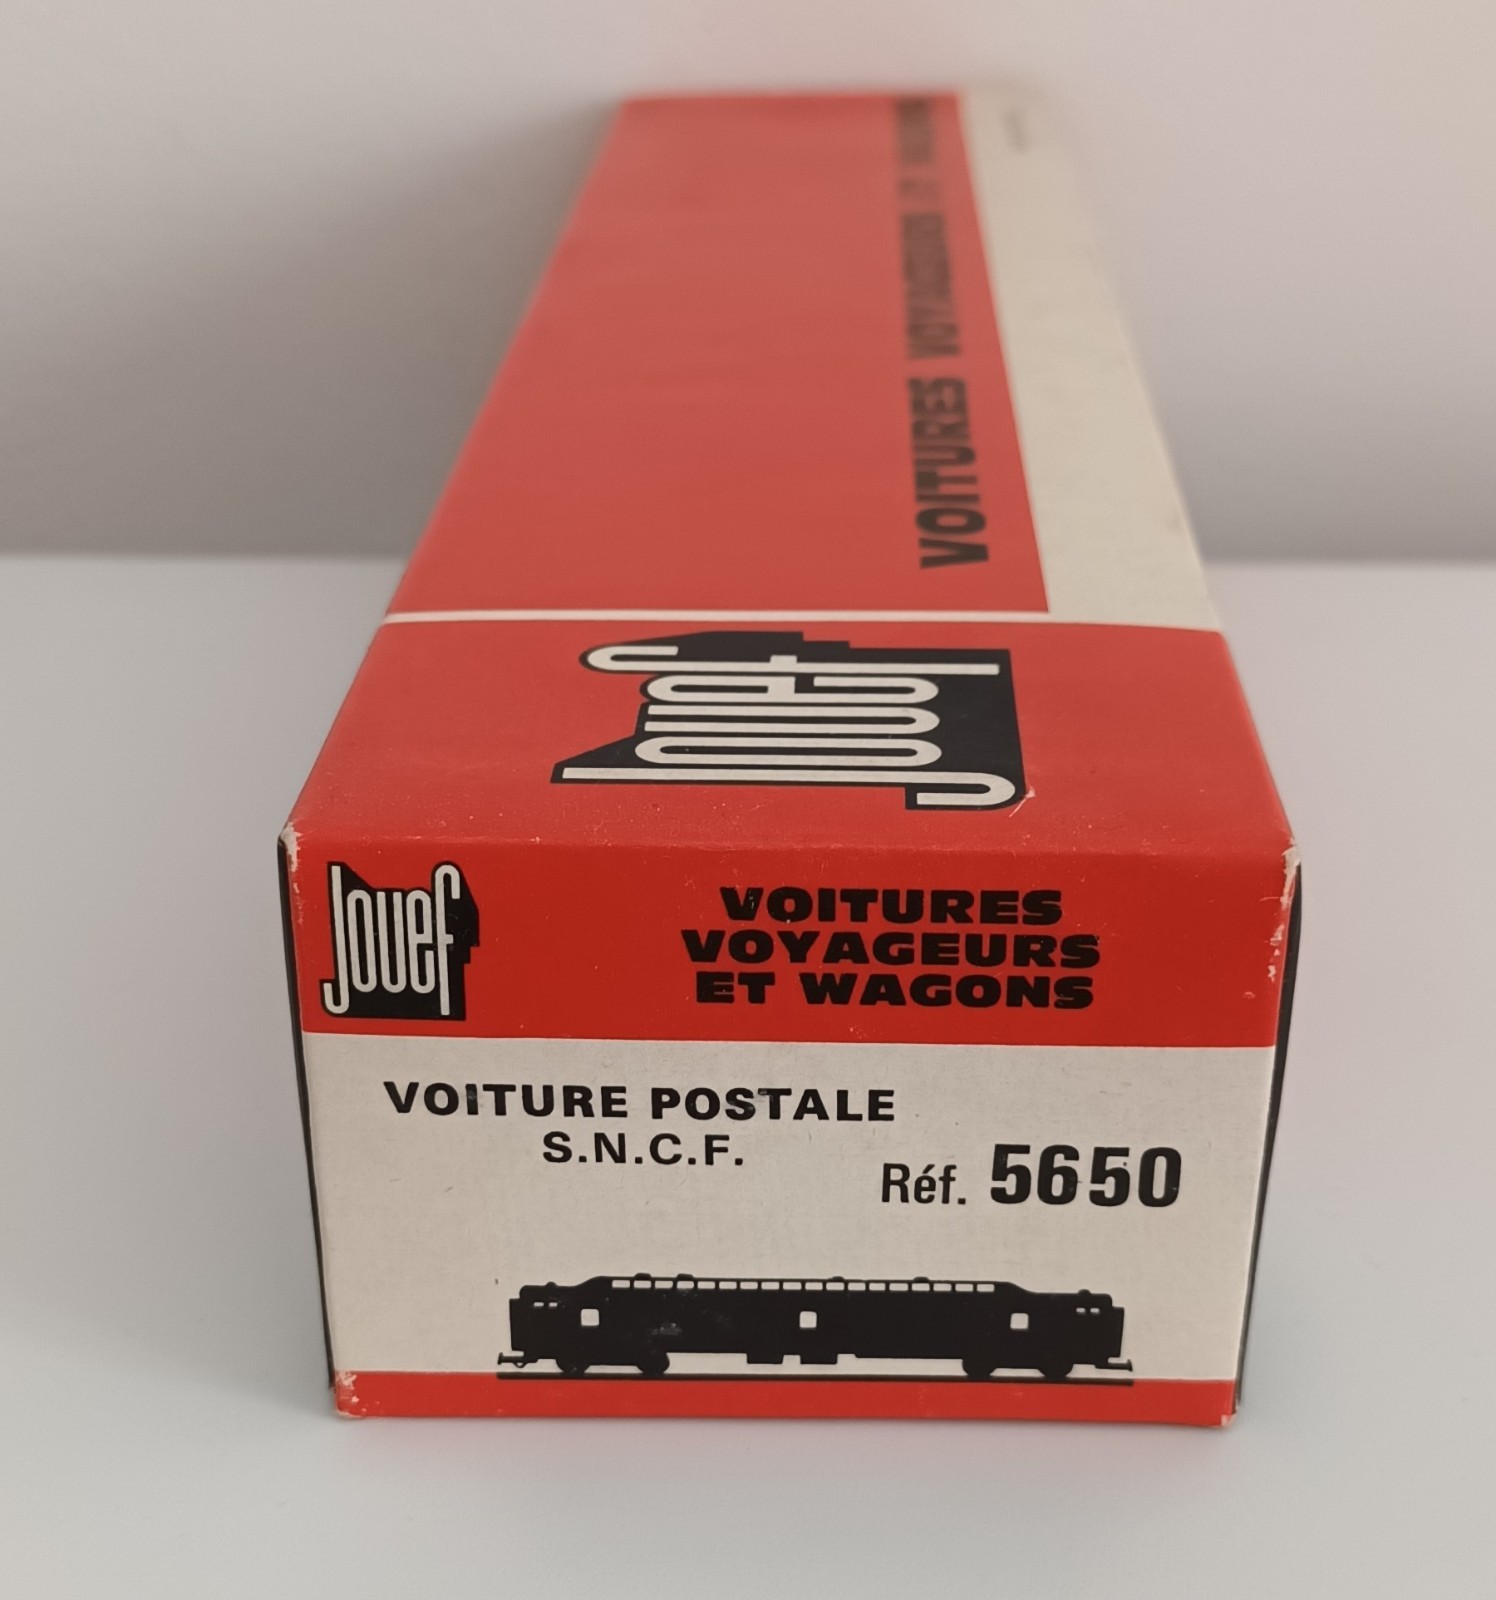 VOITURES VOYAGEURS ET WAGONS
Jouef
Jouef
VOITURES
VOYAGEURS
ET WAGONS
VOITURE POSTALE
S.N.C.F.
Réf. 5650